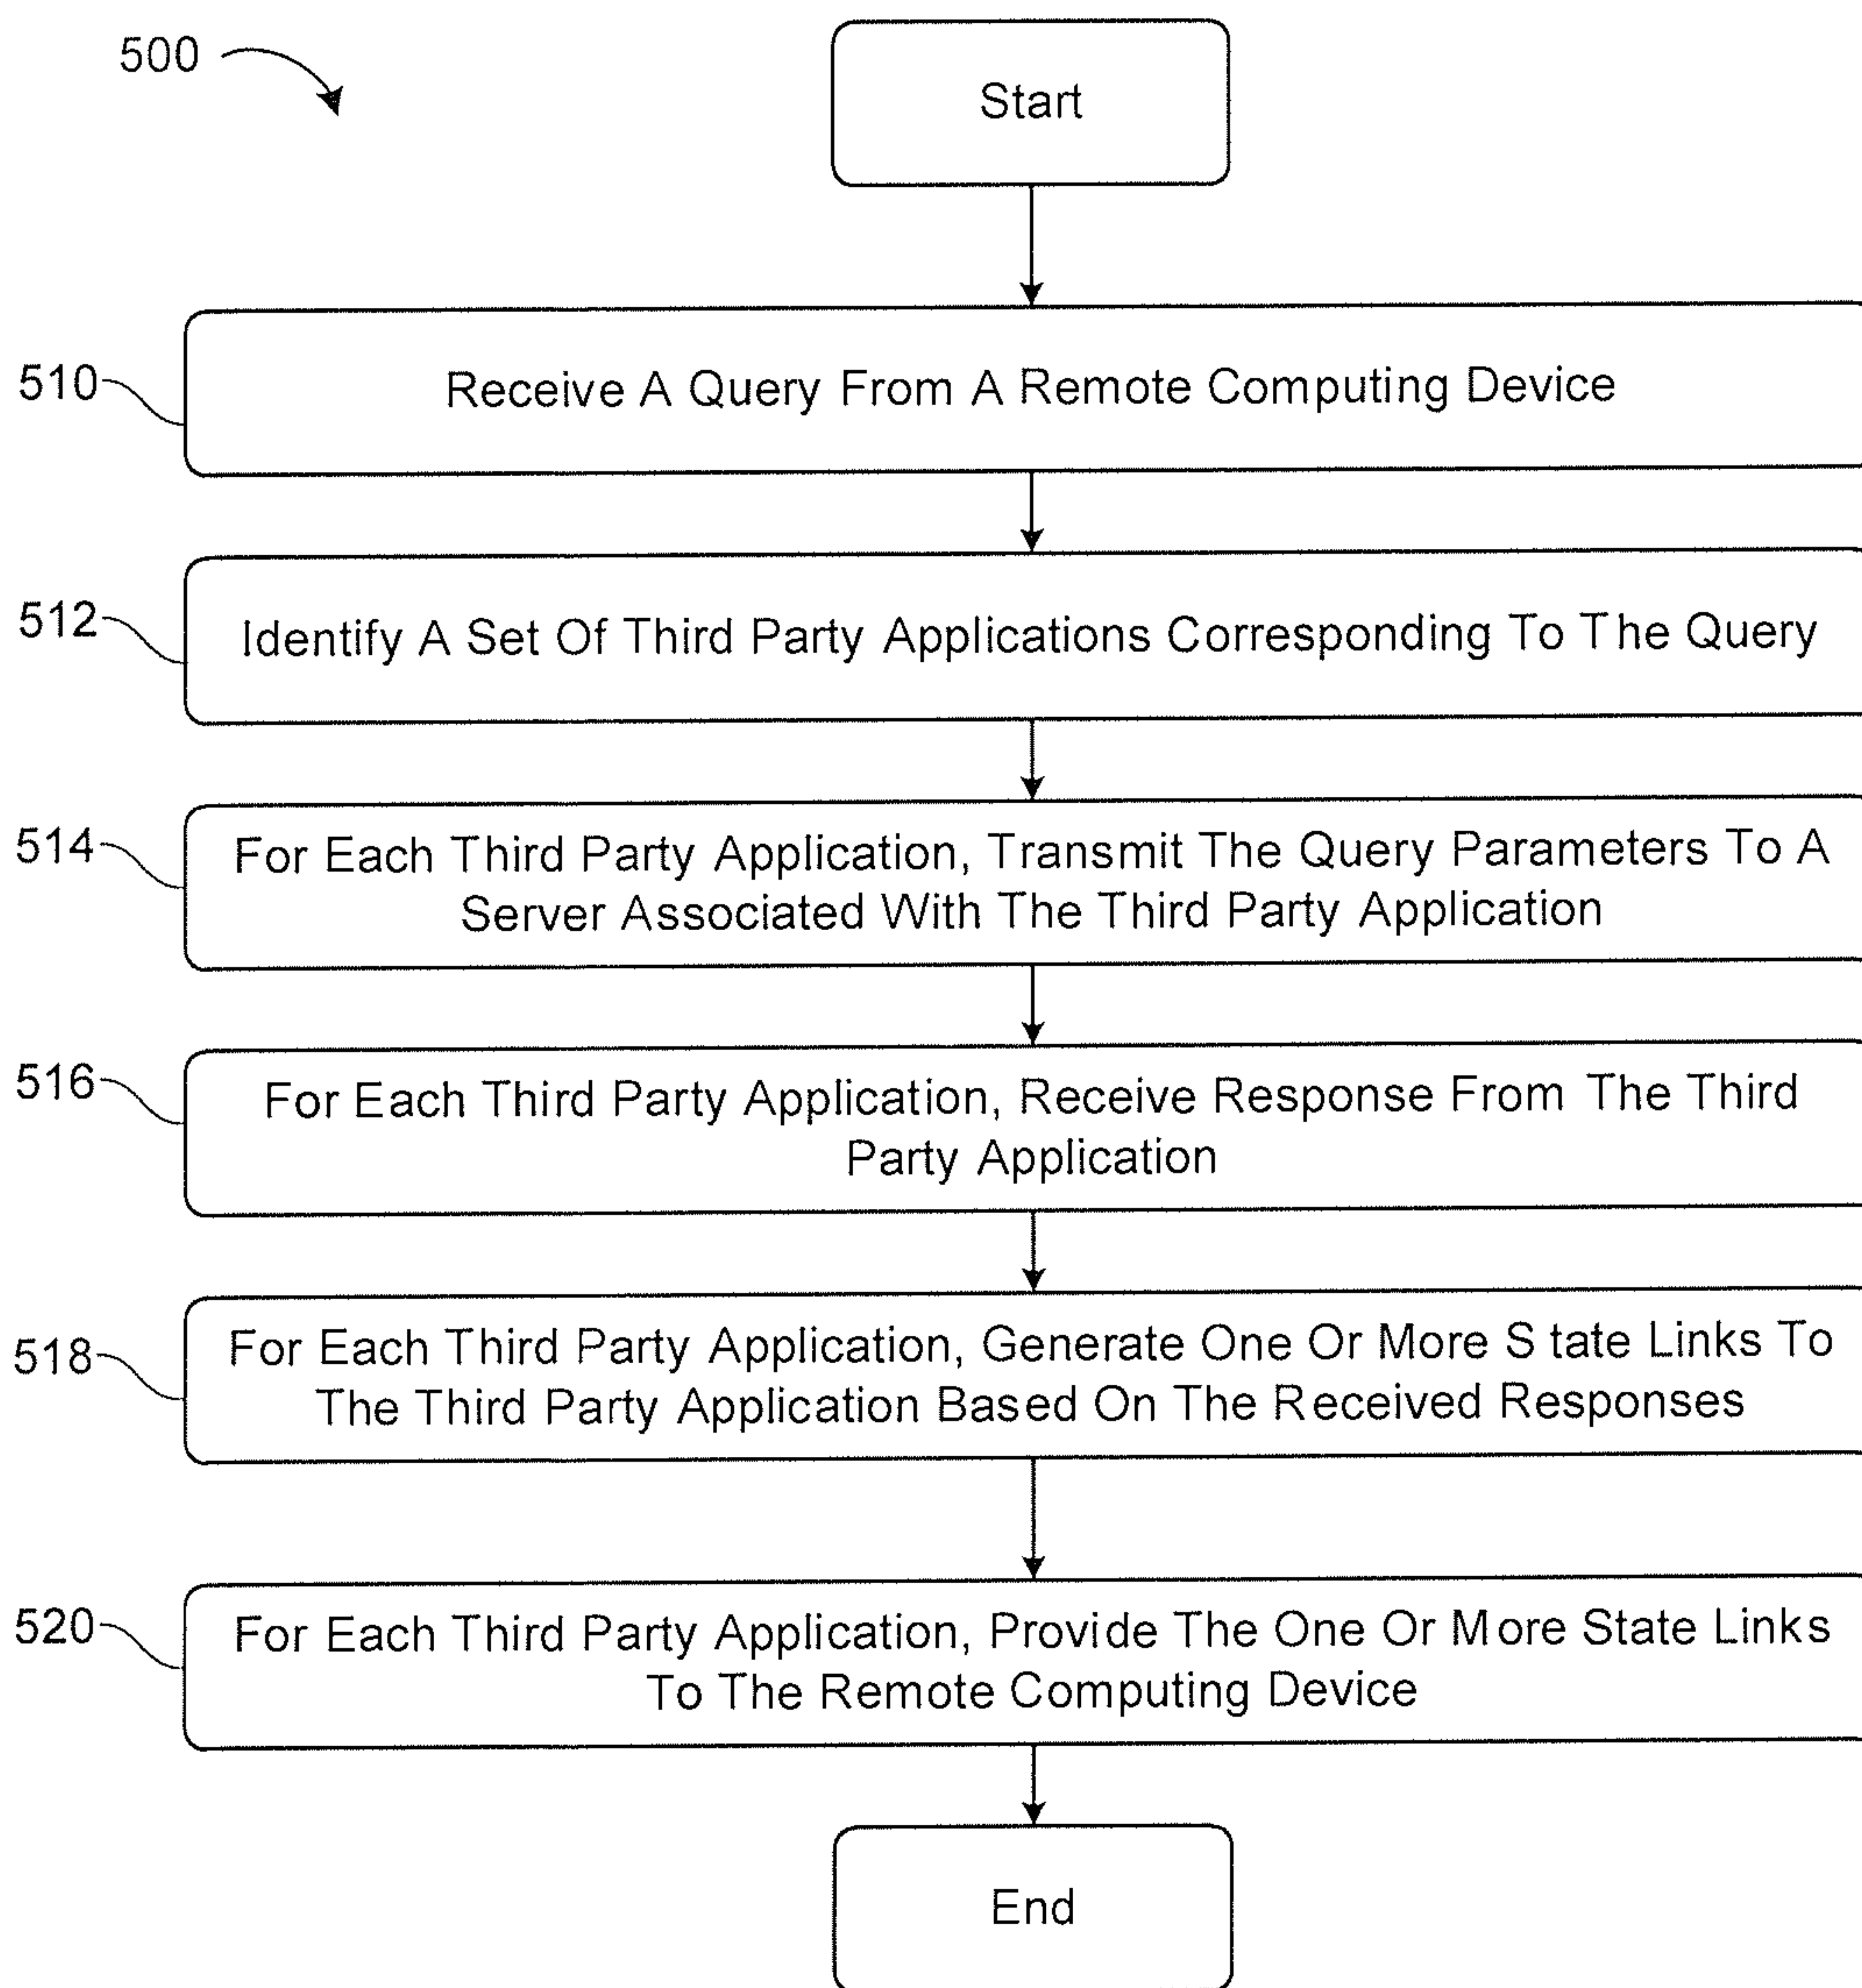 500
Start
510
Receive A Query From A Remote Computing Device
512
Identify A Set Of Third Party Applications Corresponding To The Query
514
For Each Third Party Application, Transmit The Query Parameters To A
Server Associated With The Third Party Application
516
For Each Third Party Application, Receive Response From The Third
Party Application
518
For Each Third Party Application, Generate One Or More State Links To
The Third Party Application Based On The Received Responses
520
For Each Third Party Application, Provide The One Or More State Links
To The Remote Computing Device
End